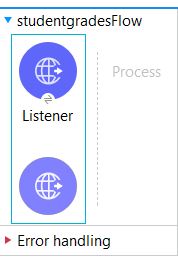 studentgradesFlow
Process
Listener
Error handling